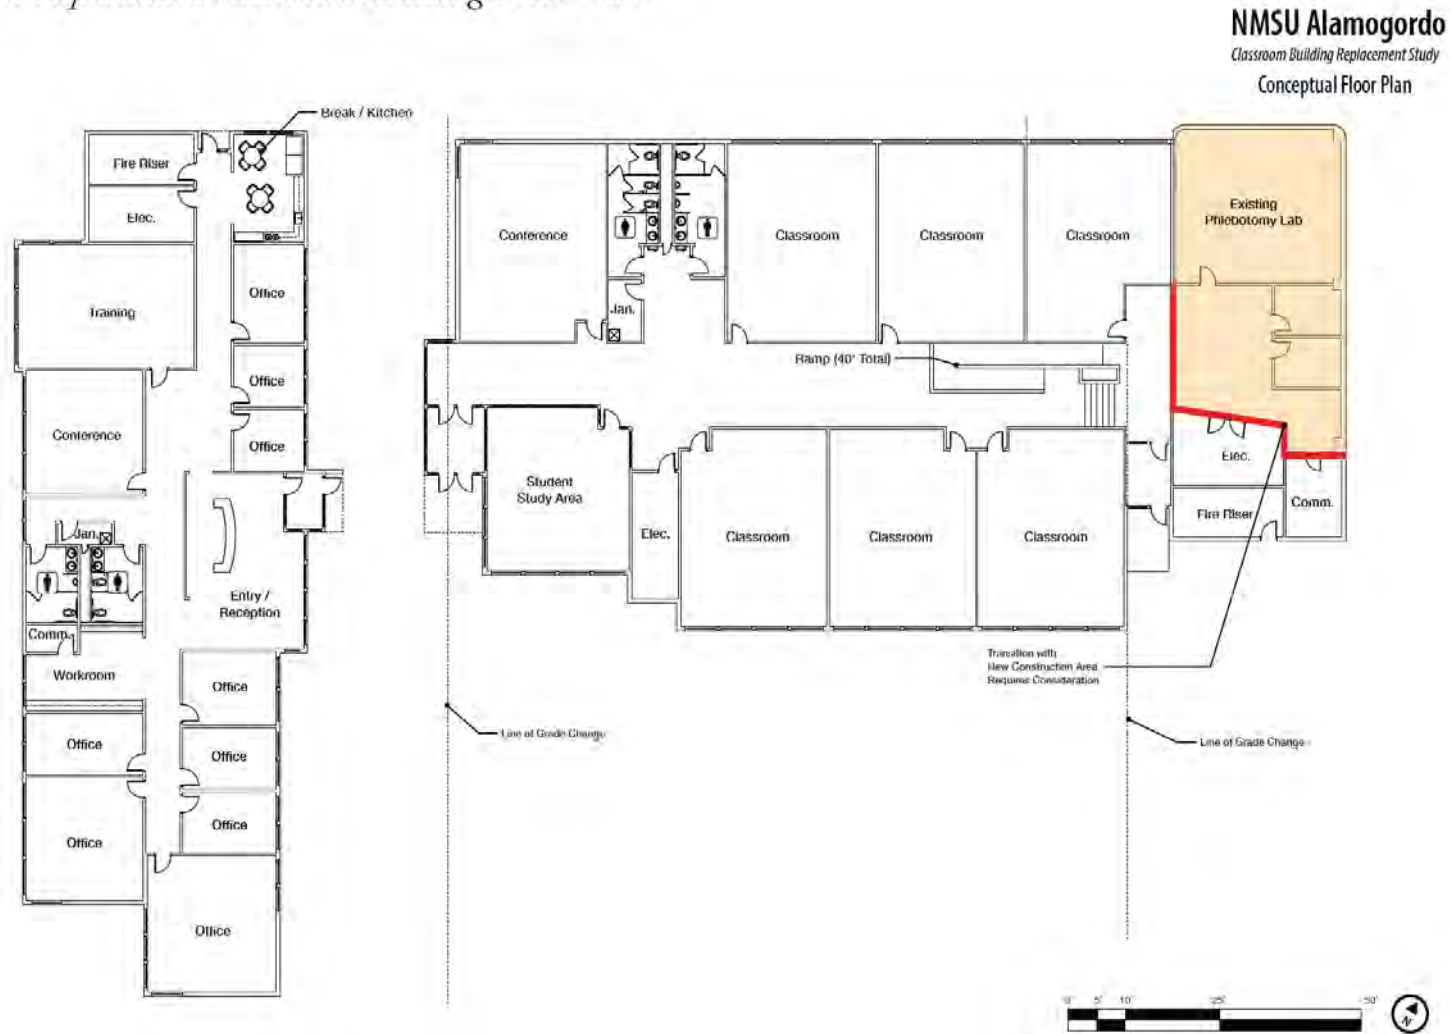 NMSU Alamogordo
Classroom Building Replacement Study
Conceptual Floor Plan
Break / Kitchen
Fire Riser
Elec.
Office
Training
Office
Conference
Office
Jan.
Entry /
Reception
Comm.
Workroom
Office
Office
Office
Office
Office
Office
Conference
Jan.
Classroom
Classroom
Classroom
Existing
Phlebotomy Lab
Ramp (40' Total)
Student
Study Area
Elec.
Classroom
Classroom
Classroom
Elec.
Fire Riser
Comm.
Transition with
New Construction Area
Requires Consideration
Line of Grade Change
Line of Grade Change
0' 5' 10' 25' 50'
N